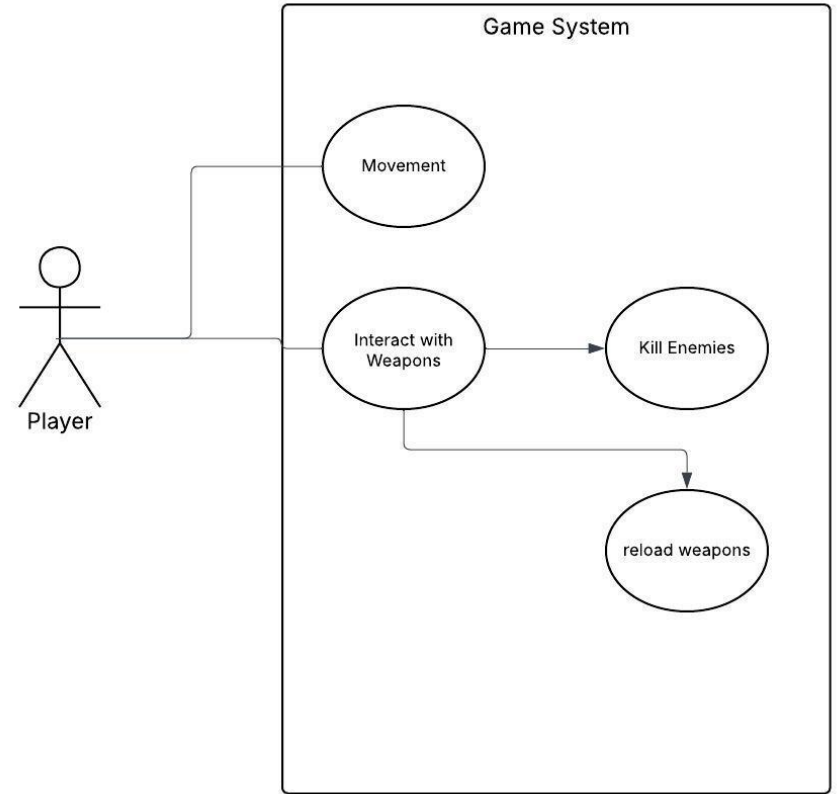 Game System
Movement
Interact with
Weapons
Kill Enemies
Player
reload weapons